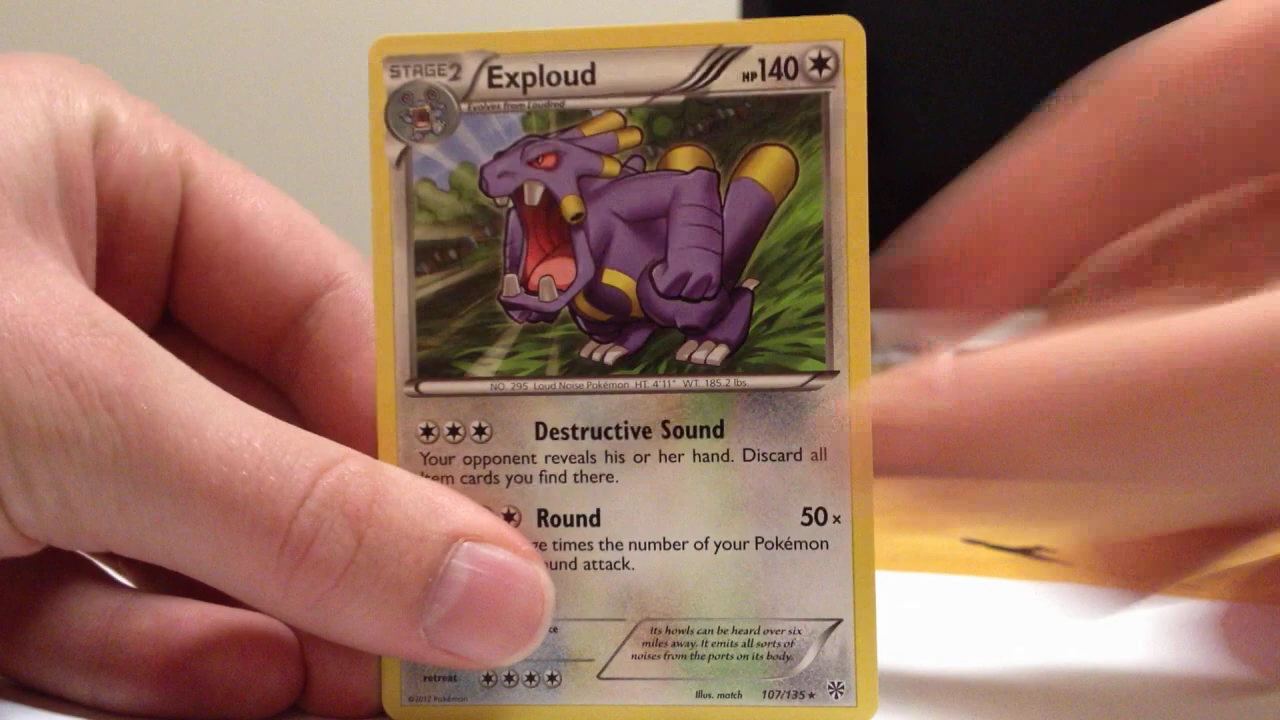 STAGE2 Exploud HP140
Evolves from Loudred
NO. 295 Loud Noise Pokémon HT. 4'11" WT. 185.2 lbs.
Destructive Sound
Your opponent reveals his or her hand. Discard all
cards you find there.
Round 50×
times the number of your Pokémon
attack.
Its howls can be heard over six
miles away. It emits all sorts of
noises from the ports on its body.
retreat
©2012 Pokémon Illus. match 107/135 ★